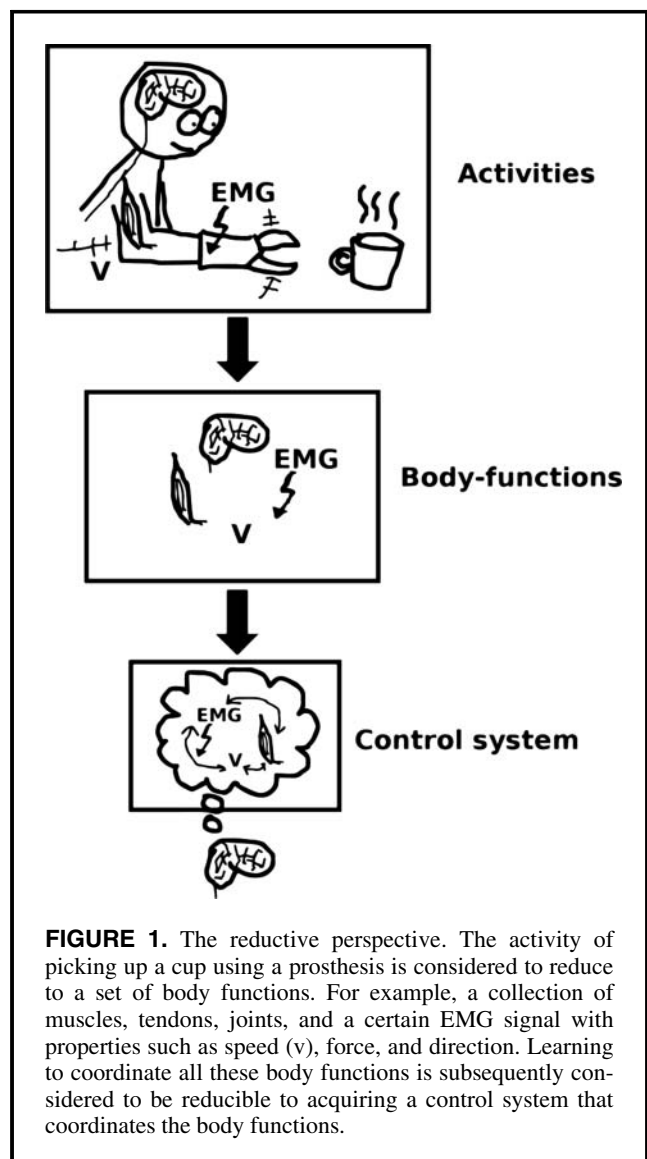 Activities
EMG
V
EMG
Body-functions
V
EMG
V
Control system
FIGURE 1. The reductive perspective. The activity of
picking up a cup using a prosthesis is considered to reduce
to a set of body functions. For example, a collection of
muscles, tendons, joints, and a certain EMG signal with
properties such as speed (v), force, and direction. Learning
to coordinate all these body functions is subsequently con-
sidered to be reducible to acquiring a control system that
coordinates the body functions.